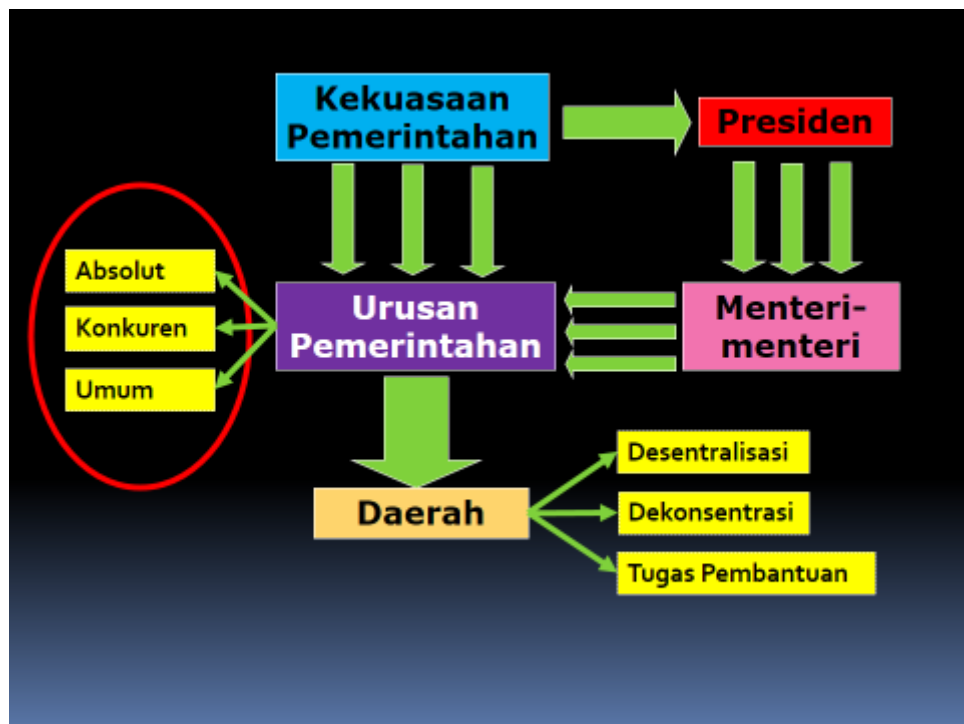 Kekuasaan
Pemerintahan
Presiden
Absolut
Konkuren
Umum
Urusan
Pemerintahan
Menteri-
menteri
Daerah
Desentralisasi
Dekonsentrasi
Tugas Pembantuan